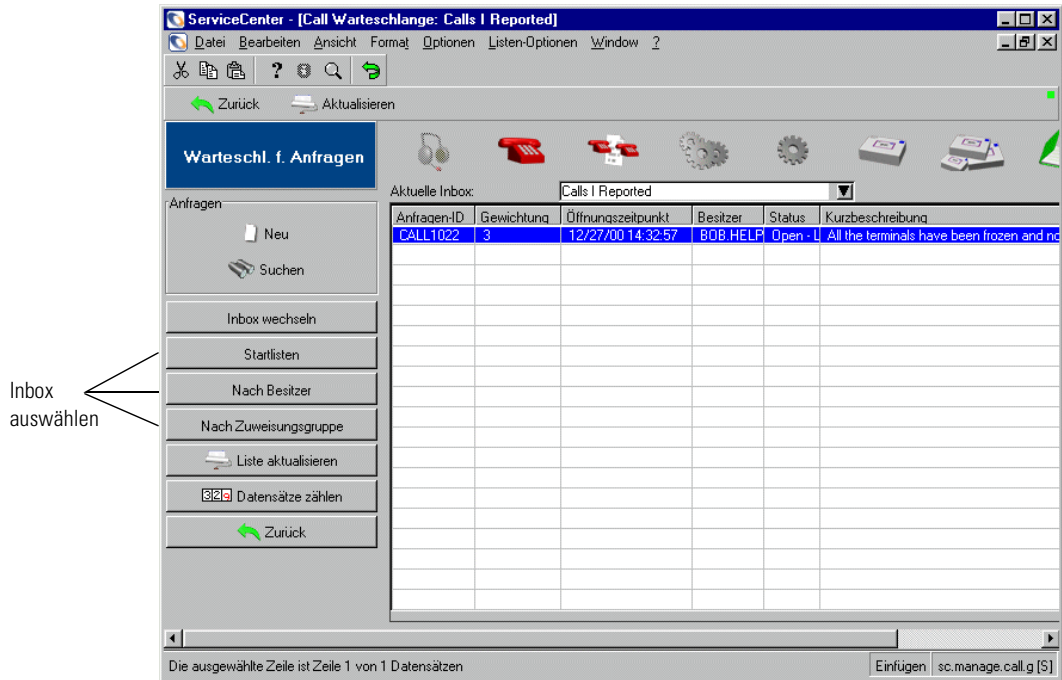 ServiceCenter - [Call Warteschlange: Calls I Reported]
Datei Bearbeiten Ansicht Format Optionen Listen-Optionen Window ?
Zurück Aktualisieren
Warteschl. f. Anfragen
Aktuelle Inbox: Calls I Reported
Anfragen
Neu
Suchen
Anfragen-ID Gewichtung Öffnungszeitpunkt Besitzer Status Kurzbeschreibung
CALL1022 3 12/27/00 14:32:57 BOB.HELP Open - L All the terminals have been frozen and no
Inbox wechseln
Startlisten
Nach Besitzer
Nach Zuweisungsgruppe
Liste aktualisieren
329 Datensätze zählen
Zurück
Inbox
auswählen
Die ausgewählte Zeile ist Zeile 1 von 1 Datensätzen
Einfügen sc.manage.call.g [S]